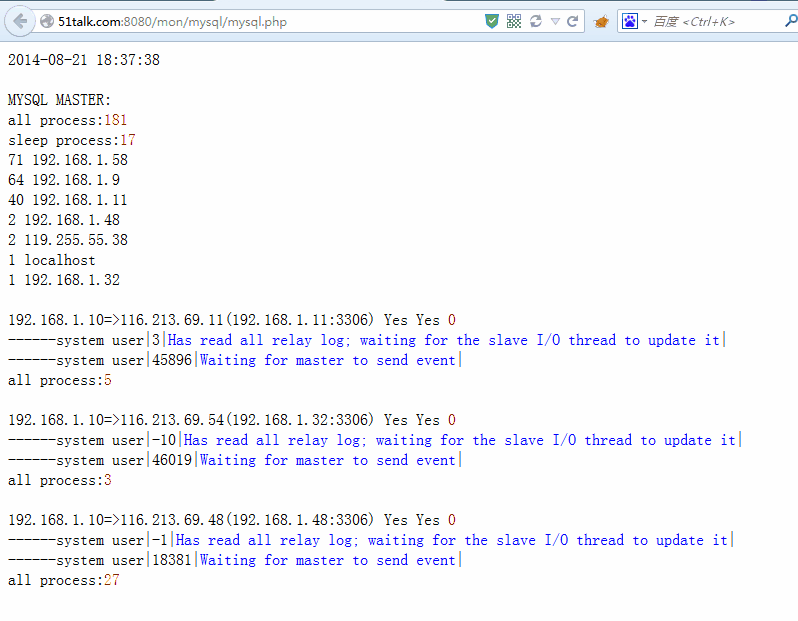 51talk.com:8080/mon/mysql/mysql.php
百度 <Ctrl+K>
2014-08-21 18:37:38
MYSQL MASTER:
all process:181
sleep process:17
71 192.168.1.58
64 192.168.1.9
40 192.168.1.11
2 192.168.1.48
2 119.255.55.38
1 localhost
1 192.168.1.32
192.168.1.10=>116.213.69.11(192.168.1.11:3306) Yes Yes 0
------system user|3|Has read all relay log; waiting for the slave I/O thread to update it|
------system user|45896|Waiting for master to send event|
all process:5
192.168.1.10=>116.213.69.54(192.168.1.32:3306) Yes Yes 0
------system user|-10|Has read all relay log; waiting for the slave I/O thread to update it|
------system user|46019|Waiting for master to send event|
all process:3
192.168.1.10=>116.213.69.48(192.168.1.48:3306) Yes Yes 0
------system user|-1|Has read all relay log; waiting for the slave I/O thread to update it|
------system user|18381|Waiting for master to send event|
all process:27